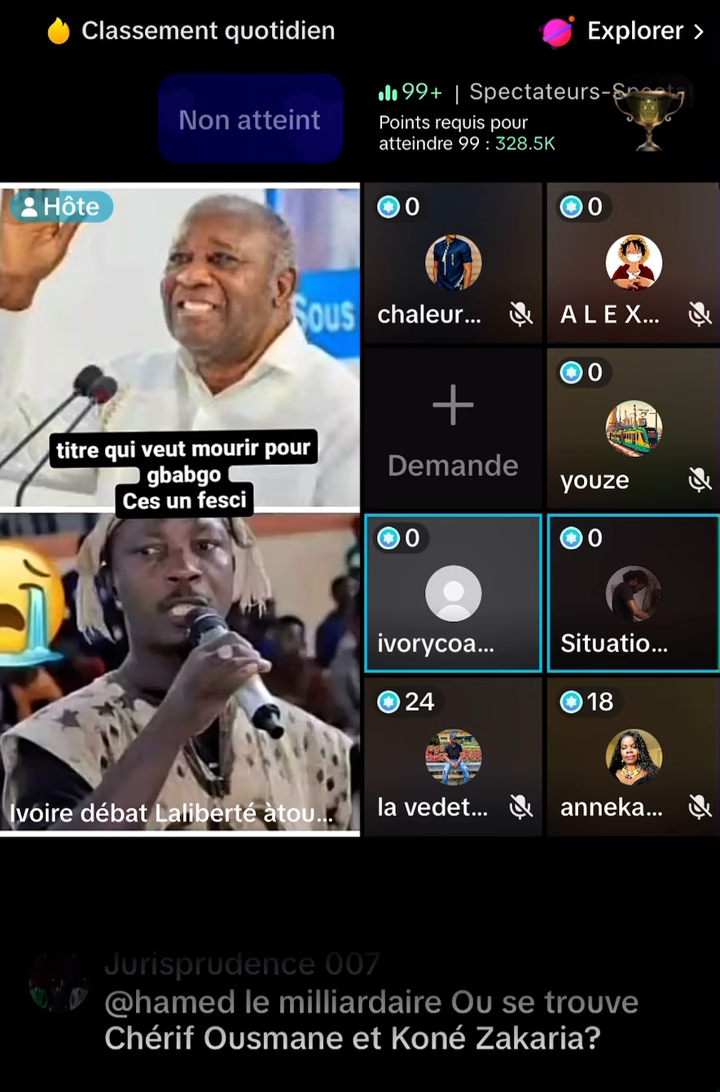 Classement quotidien
Explorer >
Non atteint
99+ | Spectateurs-
Points requis pour
atteindre 99 : 328.5K
Hôte
Sous
titre qui veut mourir pour
gbabgo
Ces un fesci
Ivoire débat Laliberté àtou...
0
chaleur...
0
A L E X...
+
Demande
0
youze
0
ivorycoa...
0
Situatio...
24
la vedet...
18
anneka...
Jurisprudence 007
@hamed le milliardaire Ou se trouve
Chérif Ousmane et Koné Zakaria?